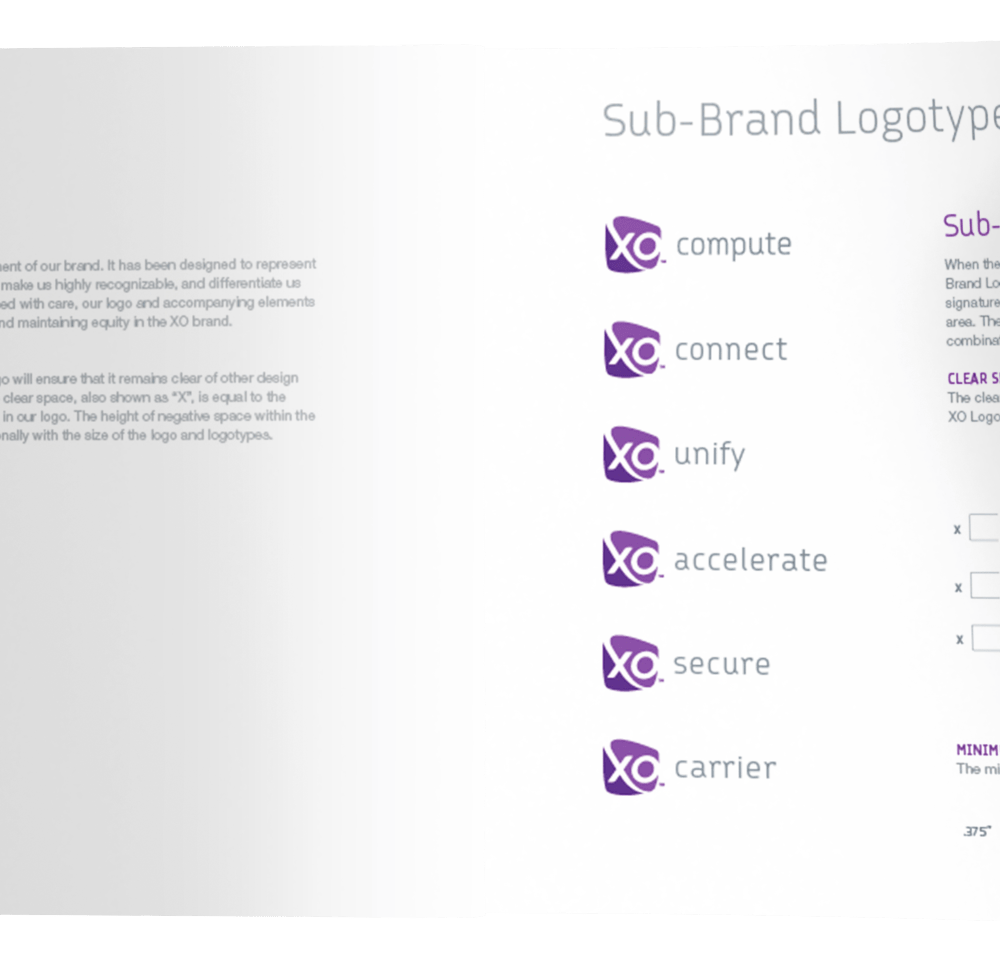 ent of our brand. It has been designed to represent
make us highly recognizable, and differentiate us
ed with care, our logo and accompanying elements
nd maintaining equity in the XO brand.
o will ensure that it remains clear of other design
clear space, also shown as "X", is equal to the
in our logo. The height of negative space within the
nally with the size of the logo and logotypes.
Sub-Brand Logotype
XO compute
XO connect
XO unify
XO accelerate
XO secure
XO carrier
Sub-
When the
Brand Lo
signature
area. The
combinat
CLEAR S
The clea
XO Logo
X
X
X
MINIM
The mi
.375"